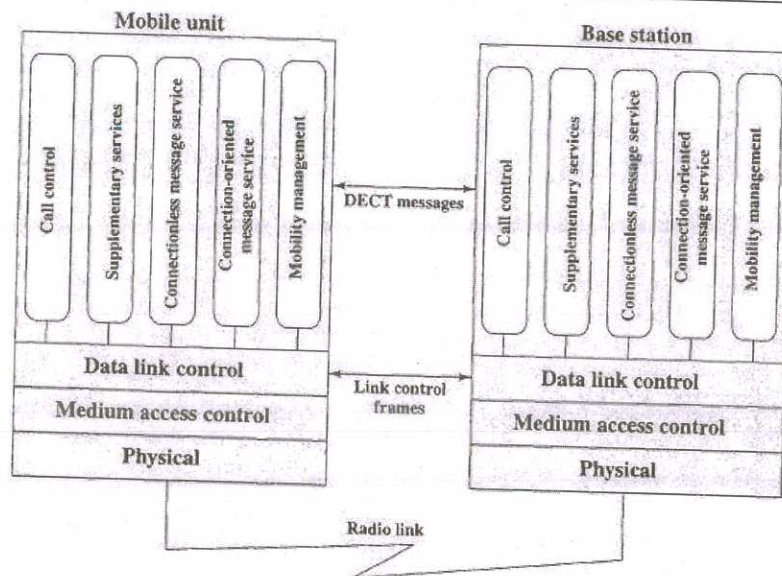 Mobile unit
Call control
Supplementary services
Connectionless message service
Connection-oriented
message service
Mobility management
Data link control
Medium access control
Physical
DECT messages
Link control
frames
Base station
Call control
Supplementary services
Connectionless message service
Connection-oriented
message service
Mobility management
Data link control
Medium access control
Physical
Radio link